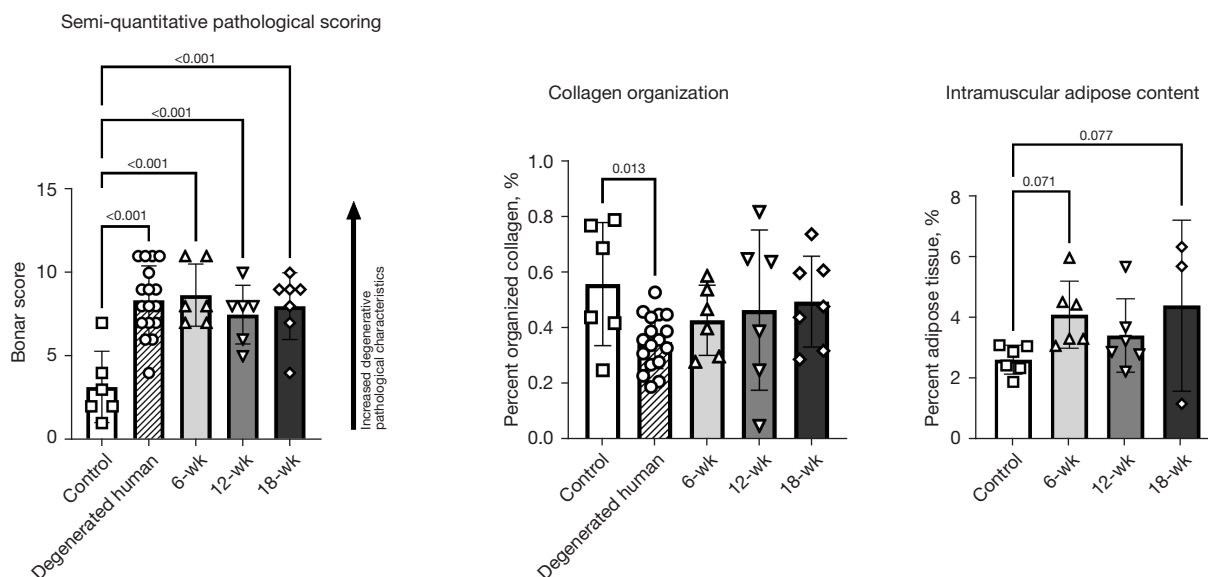 Semi-quantitative pathological scoring
<0.001
<0.001
<0.001
<0.001
15
10
5
0
Bonar score
Control
Degenerated human
6-wk
12-wk
18-wk
Increased degenerative
pathological characteristics
Collagen organization
0.013
1.0
0.8
0.6
0.4
0.2
0.0
Percent organized collagen, %
Control
Degenerated human
6-wk
12-wk
18-wk
Intramuscular adipose content
0.077
0.071
8
6
4
2
0
Percent adipose tissue, %
Control
6-wk
12-wk
18-wk